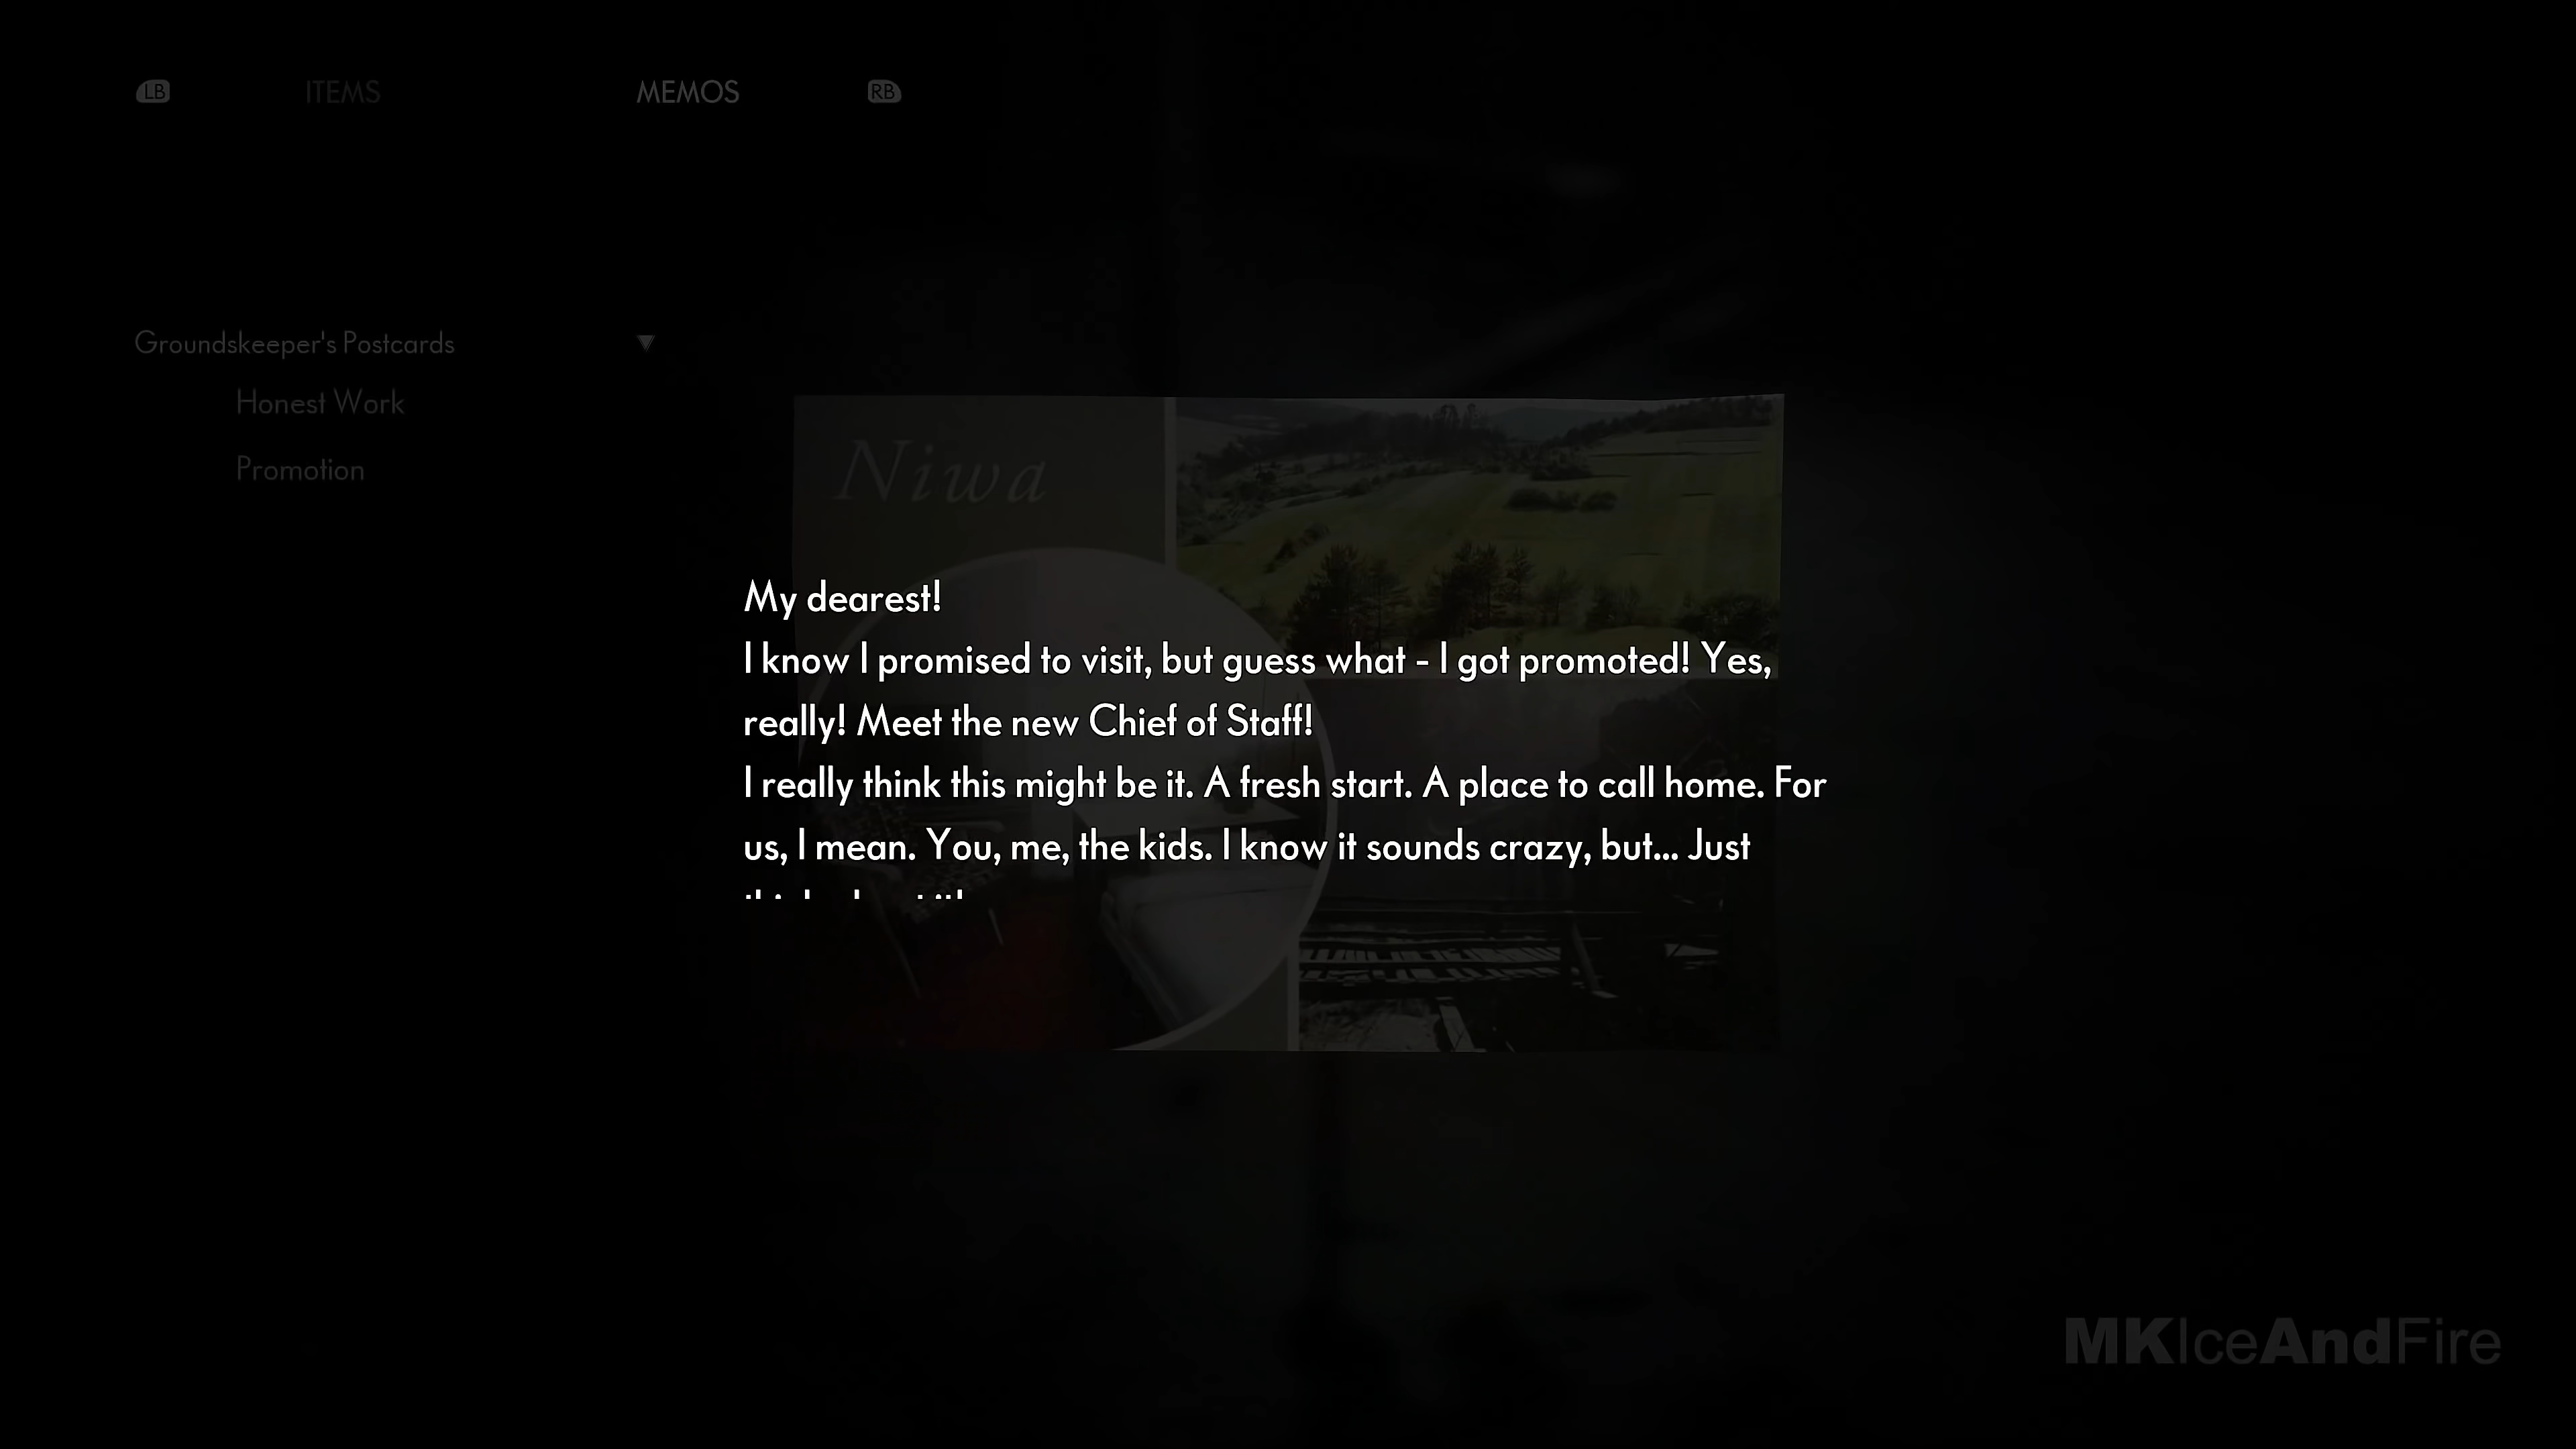 LB ITEMS MEMOS RB
Groundskeeper's Postcards
Honest Work
Promotion
Niwa
My dearest!
I know I promised to visit, but guess what - I got promoted! Yes,
really! Meet the new Chief of Staff!
I really think this might be it. A fresh start. A place to call home. For
us, I mean. You, me, the kids. I know it sounds crazy, but... Just
MKIceAndFire